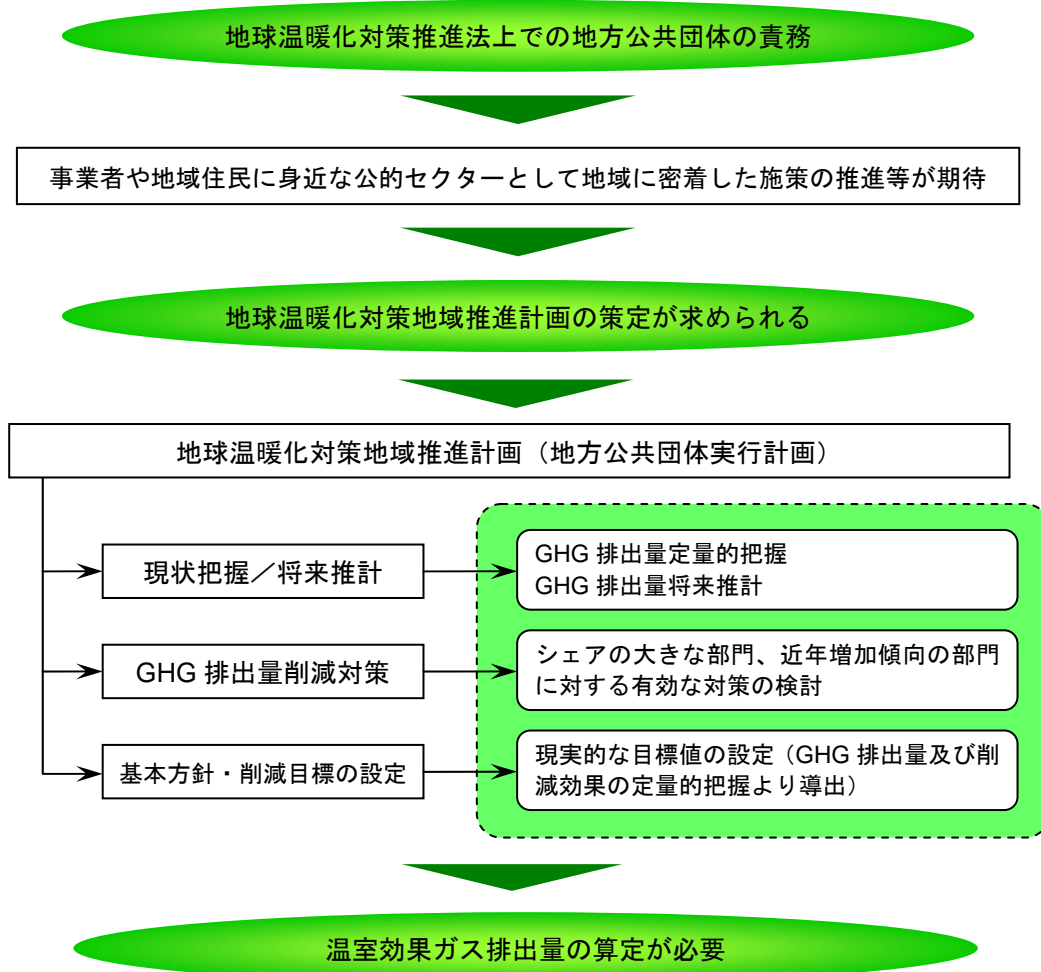 地球温暖化対策推進法上での地方公共団体の責務
事業者や地域住民に身近な公的セクターとして地域に密着した施策の推進等が期待
地球温暖化対策地域推進計画の策定が求められる
地球温暖化対策地域推進計画（地方公共団体実行計画）
現状把握／将来推計
GHG 排出量定量的把握
GHG 排出量将来推計
GHG 排出量削減対策
シェアの大きな部門、近年増加傾向の部門
に対する有効な対策の検討
基本方針・削減目標の設定
現実的な目標値の設定（GHG 排出量及び削
減効果の定量的把握より導出）
温室効果ガス排出量の算定が必要